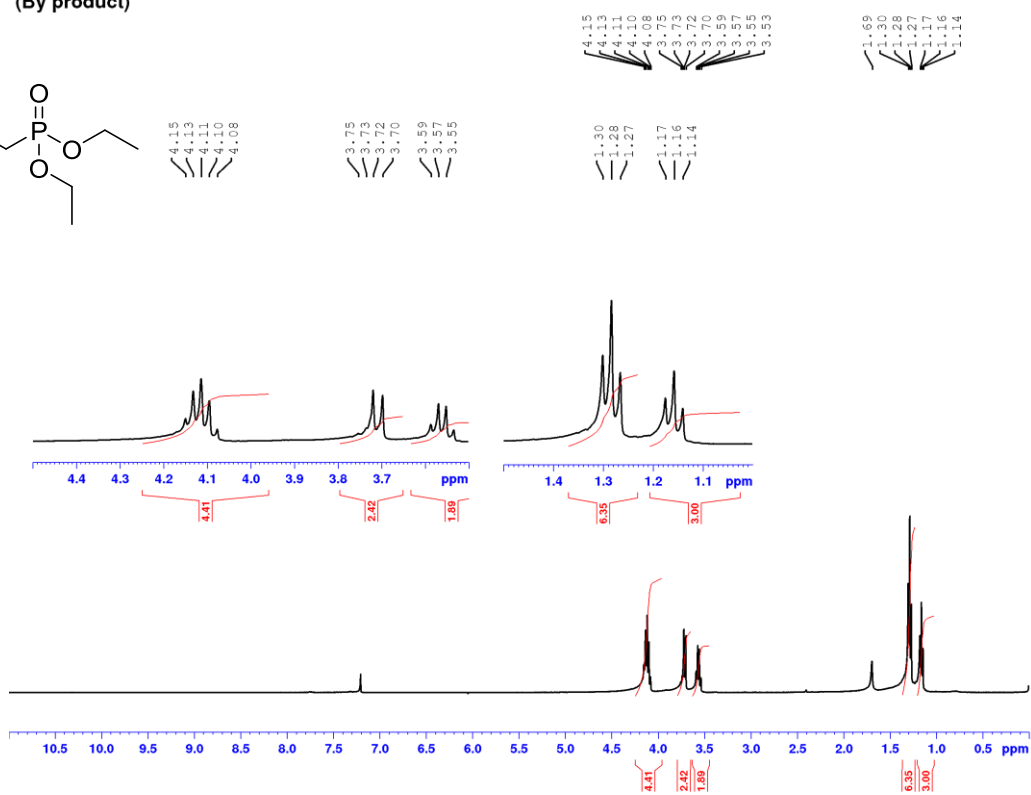 (By product)
4.15 4.13 4.11 4.10 4.08 3.75 3.73 3.72 3.70 3.59 3.57 3.55 3.53 1.69 1.30 1.28 1.27 1.17 1.16 1.14
O
P
O
O
4.15 4.13 4.11 4.10 4.08 3.75 3.73 3.72 3.70 3.59 3.57 3.55 1.30 1.28 1.27 1.17 1.16 1.14
4.4 4.3 4.2 4.1 4.0 3.9 3.8 3.7 ppm 1.4 1.3 1.2 1.1 ppm
4.41 2.42 1.89 6.35 3.00
10.5 10.0 9.5 9.0 8.5 8.0 7.5 7.0 6.5 6.0 5.5 5.0 4.5 4.0 3.5 3.0 2.5 2.0 1.5 1.0 0.5 ppm
4.41 2.42 1.89 6.35 3.00